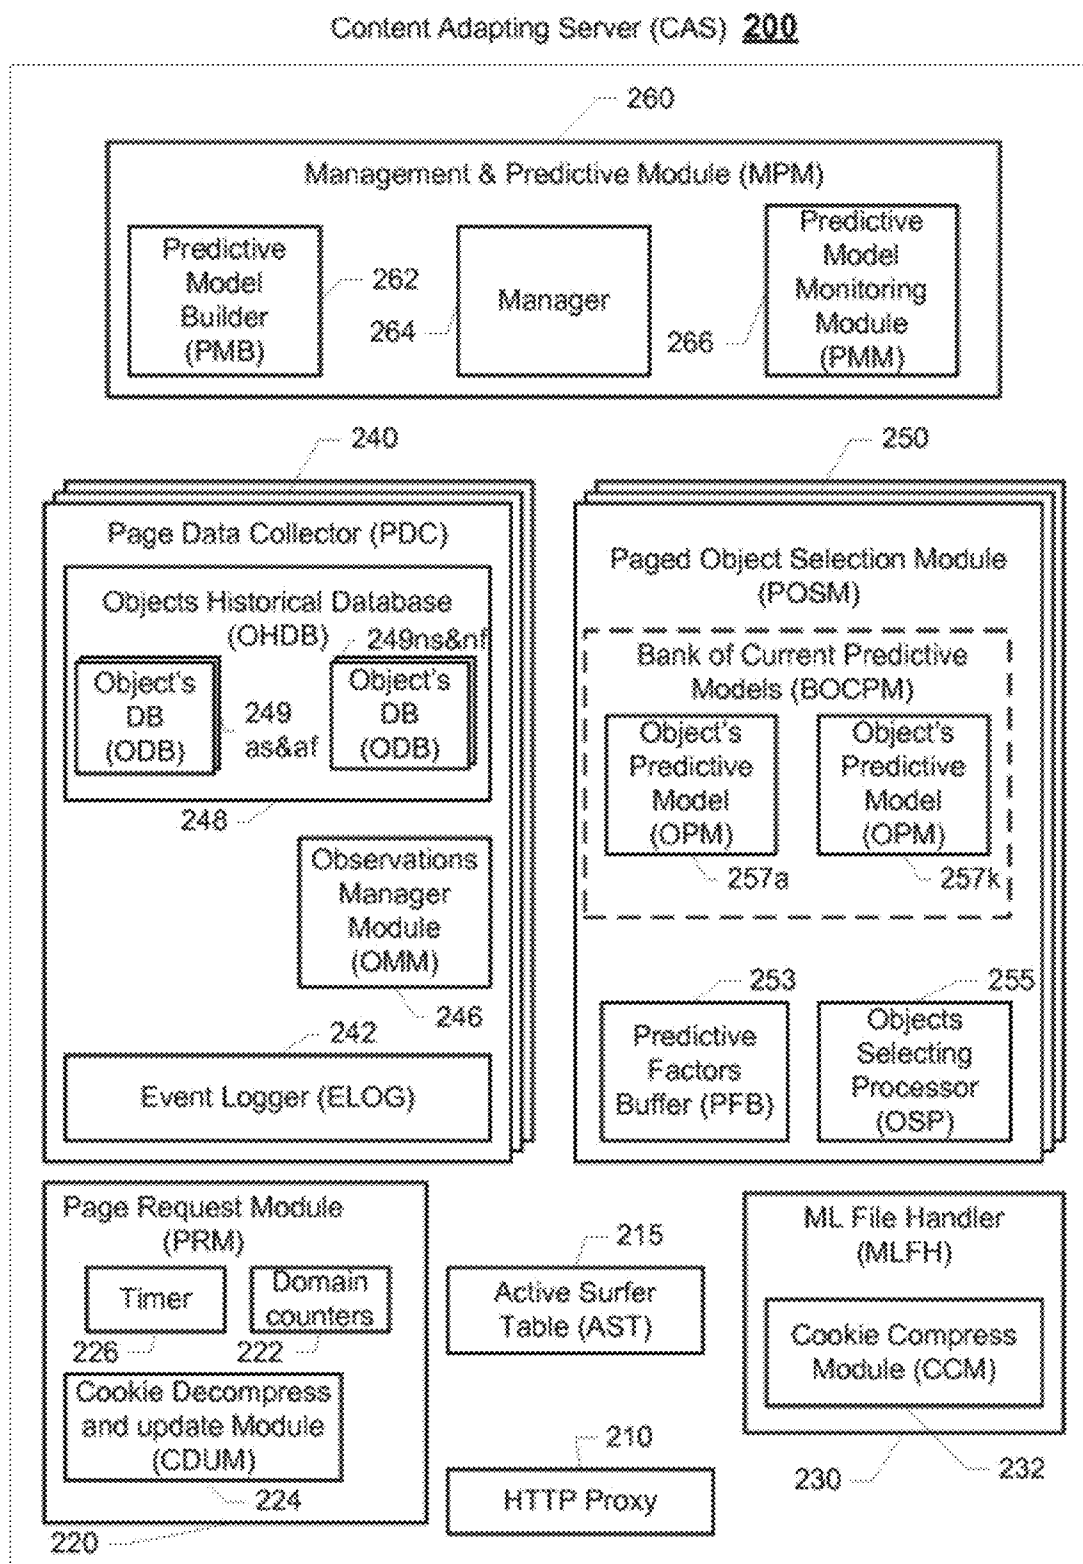 Content Adapting Server (CAS) 200
260
Management & Predictive Module (MPM)
Predictive
Model
Builder
(PMB)
262
264
Manager
266
Predictive
Model
Monitoring
Module
(PMM)
240
Page Data Collector (PDC)
Objects Historical Database
(OHDB)
249ns&nf
Object's
DB
(ODB)
249
as&af
Object's
DB
(ODB)
248
Observations
Manager
Module
(OMM)
246
242
Event Logger (ELOG)
250
Paged Object Selection Module
(POSM)
Bank of Current Predictive
Models (BOCPM)
Object's
Predictive
Model
(OPM)
257a
Object's
Predictive
Model
(OPM)
257k
253
Predictive
Factors
Buffer (PFB)
255
Objects
Selecting
Processor
(OSP)
Page Request Module
(PRM)
Timer
226
Domain
counters
222
Cookie Decompress
and update Module
(CDUM)
224
220
215
Active Surfer
Table (AST)
210
HTTP Proxy
ML File Handler
(MLFH)
Cookie Compress
Module (CCM)
230
232